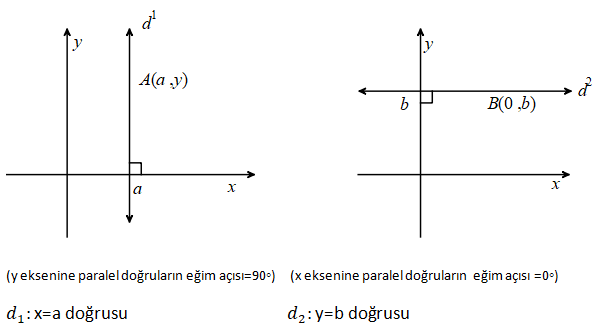 d¹
y
A(a ,y)
a
x
y
d²
b
B(0 ,b)
x
(y eksenine paralel doğruların eğim açısı=90◦)
(x eksenine paralel doğruların eğim açısı =0◦)
d₁: x=a doğrusu
d₂: y=b doğrusu